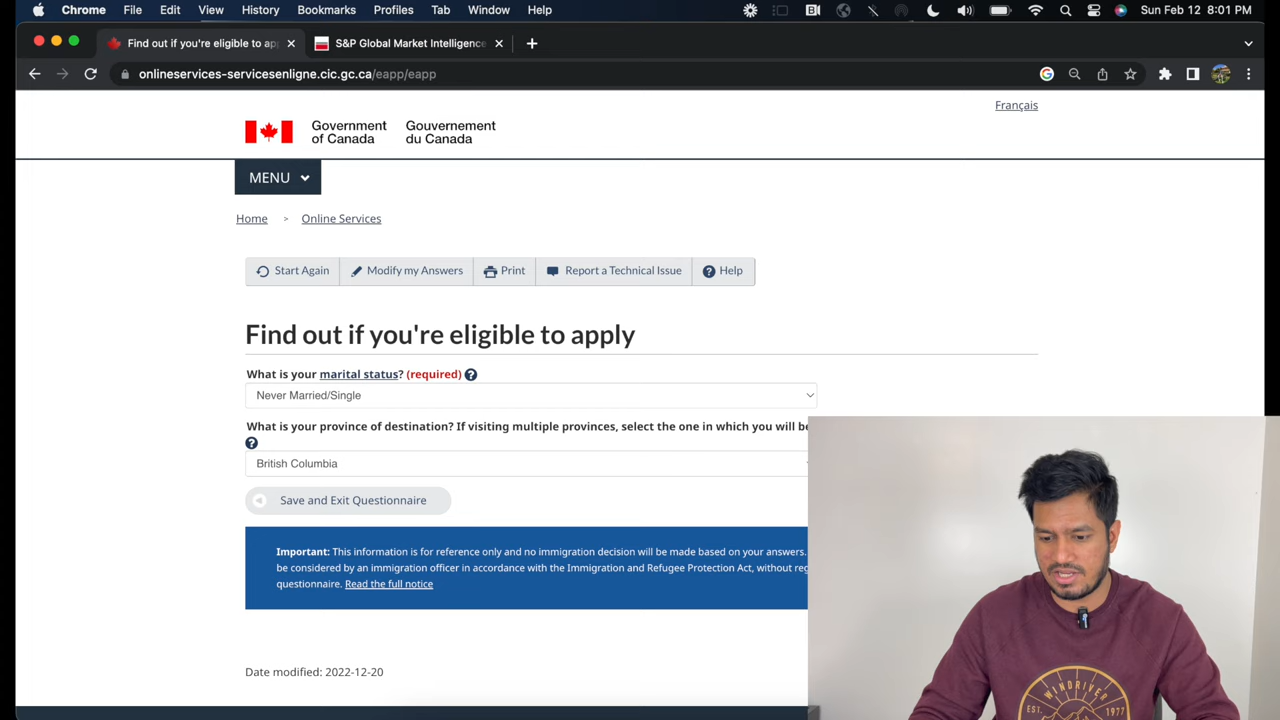 Chrome File Edit View History Bookmarks Profiles Tab Window Help Sun Feb 12 8:01 PM
Find out if you're eligible to ap
S&P Global Market Intelligence
onlineservices-servicesenligne.cic.gc.ca/eapp/eapp
Français
Government of Canada
Gouvernement du Canada
MENU
Home > Online Services
Start Again Modify my Answers Print Report a Technical Issue Help
Find out if you're eligible to apply
What is your marital status? (required)
Never Married/Single
What is your province of destination? If visiting multiple provinces, select the one in which you will be
British Columbia
Save and Exit Questionnaire
Important: This information is for reference only and no immigration decision will be made based on your answers.
be considered by an immigration officer in accordance with the Immigration and Refugee Protection Act, without reg
questionnaire. Read the full notice
Date modified: 2022-12-20
WINDRIVER
EST. 1977